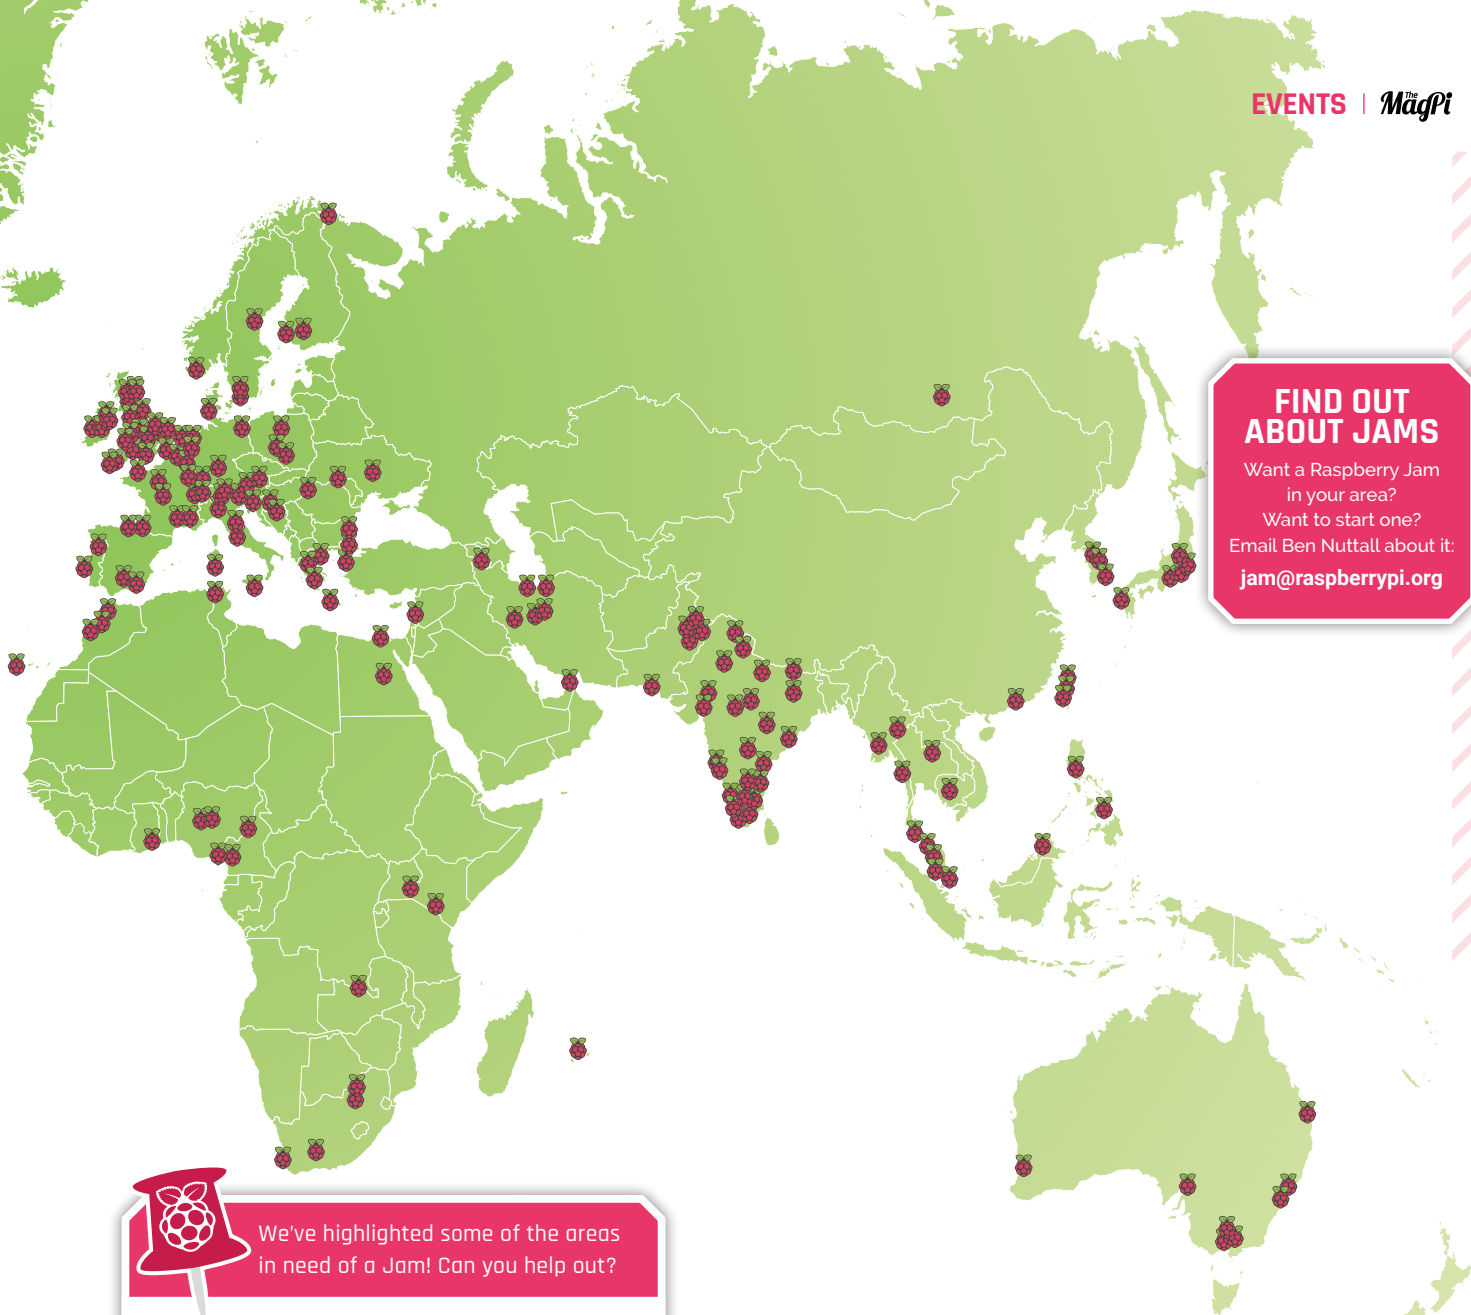 EVENTS
The MagPi
FIND OUT
ABOUT JAMS
Want a Raspberry Jam
in your area?
Want to start one?
Email Ben Nuttall about it:
jam@raspberrypi.org
We've highlighted some of the areas
in need of a Jam! Can you help out?